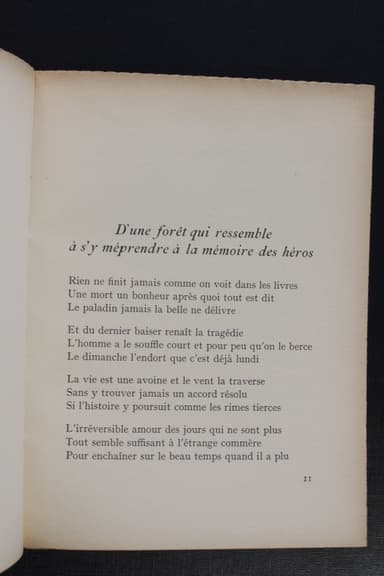 D'une forêt qui ressemble
à s'y méprendre à la mémoire des héros
Rien ne finit jamais comme on voit dans les livres
Une mort un bonheur après quoi tout est dit
Le paladin jamais la belle ne délivre
Et du dernier baiser renaît la tragédie
L'homme a le souffle court et pour peu qu'on le berce
Le dimanche l'endort que c'est déjà lundi
La vie est une avoine et le vent la traverse
Sans y trouver jamais un accord résolu
Si l'histoire y poursuit comme les rimes tierces
L'irréversible amour des jours qui ne sont plus
Tout semble suffisant à l'étrange commère
Pour enchaîner sur le beau temps quand il a plu
11